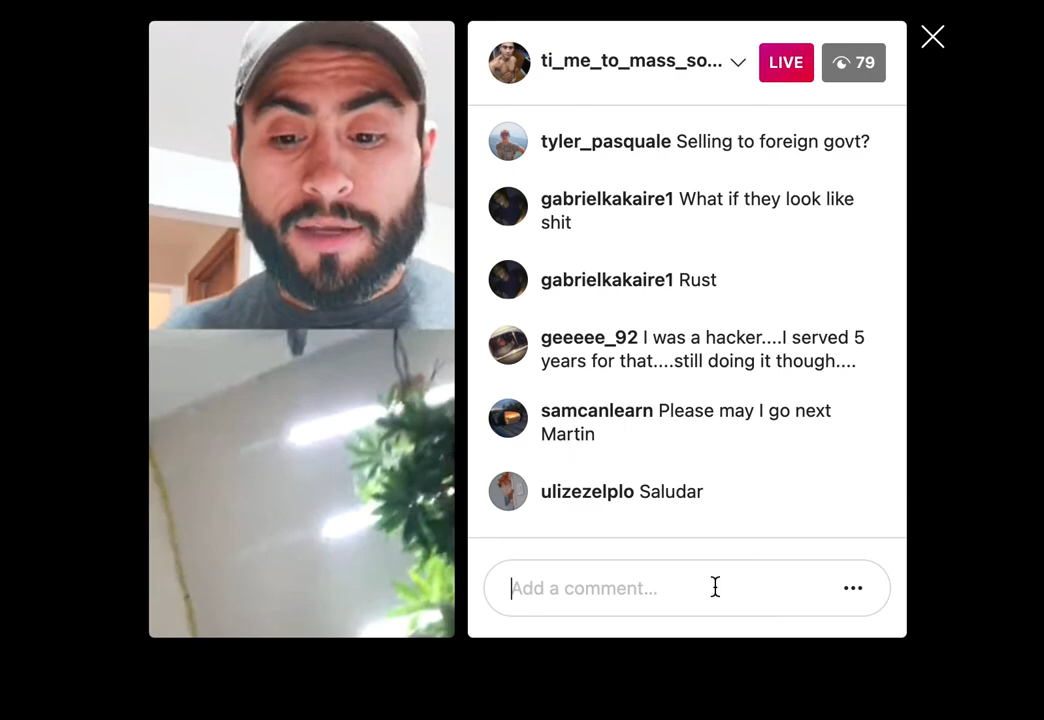 ti_me_to_mass_so... LIVE 79
tyler_pasquale Selling to foreign govt?
gabrielkakaire1 What if they look like
shit
gabrielkakaire1 Rust
geeeee_92 I was a hacker....I served 5
years for that....still doing it though....
samcanlearn Please may I go next
Martin
ulizezelplo Saludar
Add a comment...